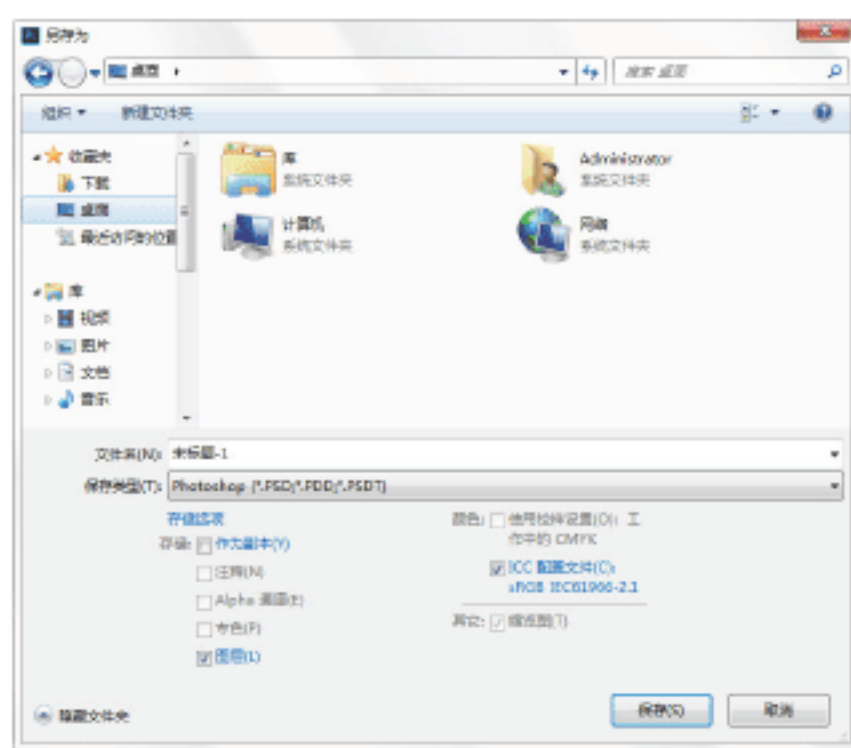 另存为
桌面
搜索 桌面
组织 新建文件夹
收藏夹
下载
桌面
最近访问的位置
库
视频
图片
文档
音乐
库
系统文件夹
Administrator
系统文件夹
计算机
系统文件夹
网络
系统文件夹
文件名(N): 未标题-1
保存类型(T): Photoshop (*.PSD;*.PDD;*.PSDT)
存储选项
存储: 作为副本(Y)
注释(N)
Alpha 通道(E)
专色(P)
图层(L)
颜色: 使用校样设置(O): 工
作中的 CMYK
ICC 配置文件(C):
sRGB IEC61966-2.1
其它: 缩览图(T)
隐藏文件夹
保存(S) 取消